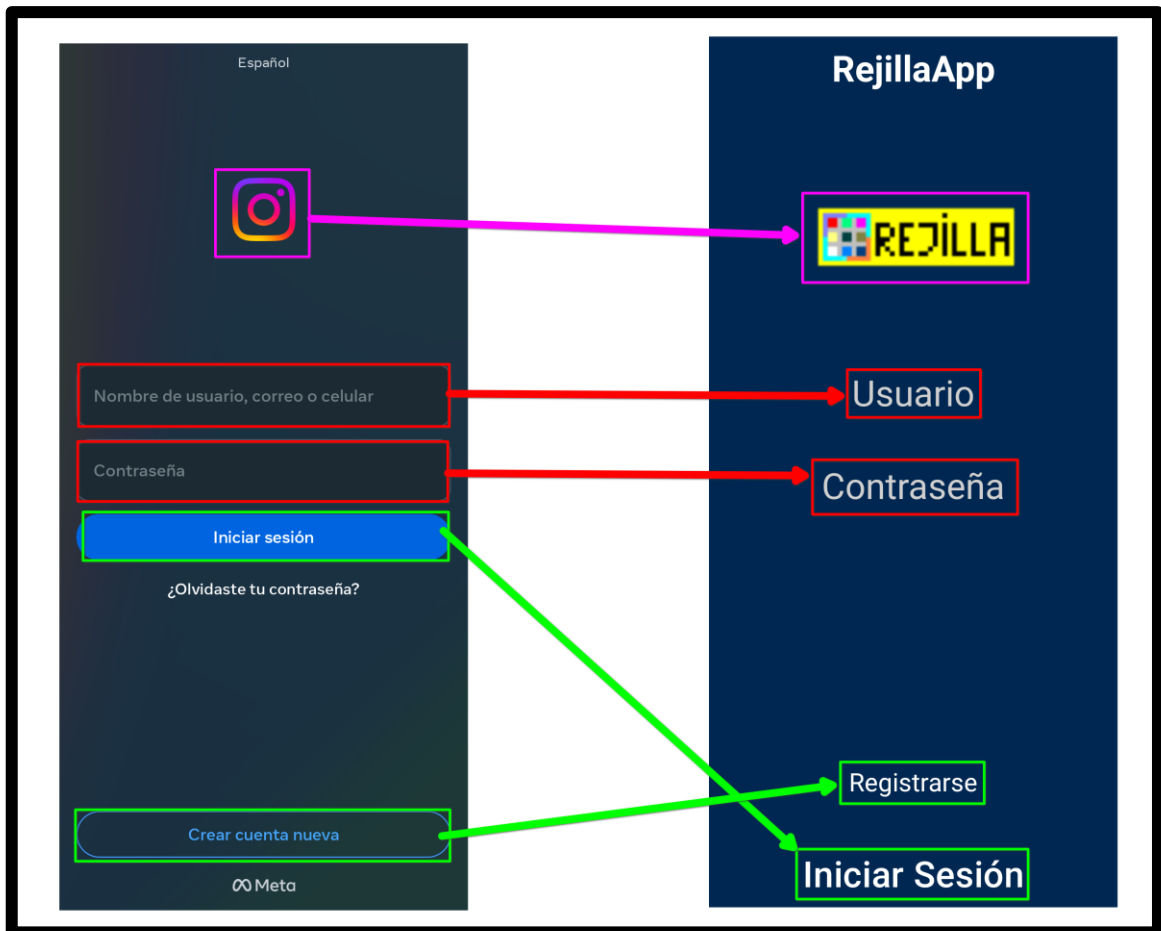 Español
Nombre de usuario, correo o celular
Contraseña
Iniciar sesión
¿Olvidaste tu contraseña?
Crear cuenta nueva
Meta
RejillaApp
REJILLA
Usuario
Contraseña
Registrarse
Iniciar Sesión